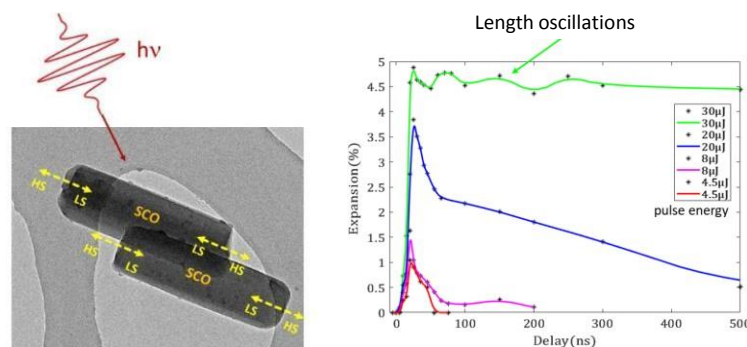 Length oscillations
hν
HS
LS
SCO
LS
HS
HS
LS
SCO
LS
HS
Expansion(%)
5
4.5
4
3.5
3
2.5
2
1.5
1
0.5
0
0
100
200
300
400
500
Delay(ns)
30μJ
30μJ
20μJ
20μJ
8μJ
8μJ
4.5μJ
4.5μJ
pulse energy